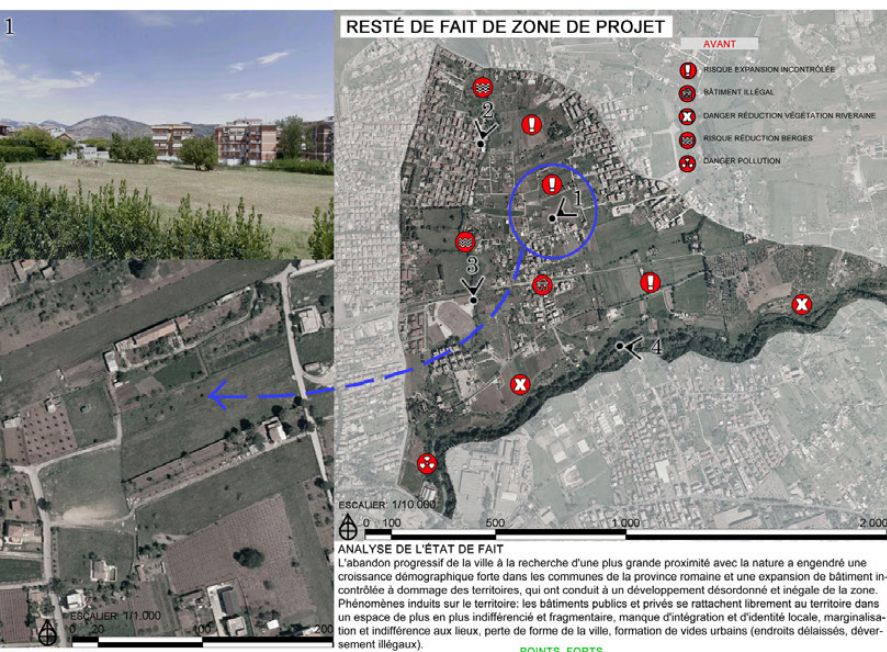 1
RESTÉ DE FAIT DE ZONE DE PROJET
AVANT
RISQUE EXPANSION INCONTRÔLÉE
BÂTIMENT ILLÉGAL
DANGER RÉDUCTION VÉGÉTATION RIVERAINE
RISQUE RÉDUCTION BERGES
DANGER POLLUTION
2
1
3
4
ESCALIER: 1/10.000
0 100 500 1.000 2.000
ESCALIER: 1/1.000
0 20 100 200
ANALYSE DE L'ÉTAT DE FAIT
L'abandon progressif de la ville à la recherche d'une plus grande proximité avec la nature a engendré une
croissance démographique forte dans les communes de la province romaine et une expansion de bâtiment in-
contrôlée à dommage des territoires, qui ont conduit à un développement désordonné et inégale de la zone.
Phénomènes induits sur le territoire: les bâtiments publics et privés se rattachent librement au territoire dans
un espace de plus en plus indifférencié et fragmentaire, manque d'intégration et d'identité locale, marginalisa-
tion et indifférence aux lieux, perte de forme de la ville, formation de vides urbains (endroits délaissés, déver-
sement illégaux).
POINTS FORTS